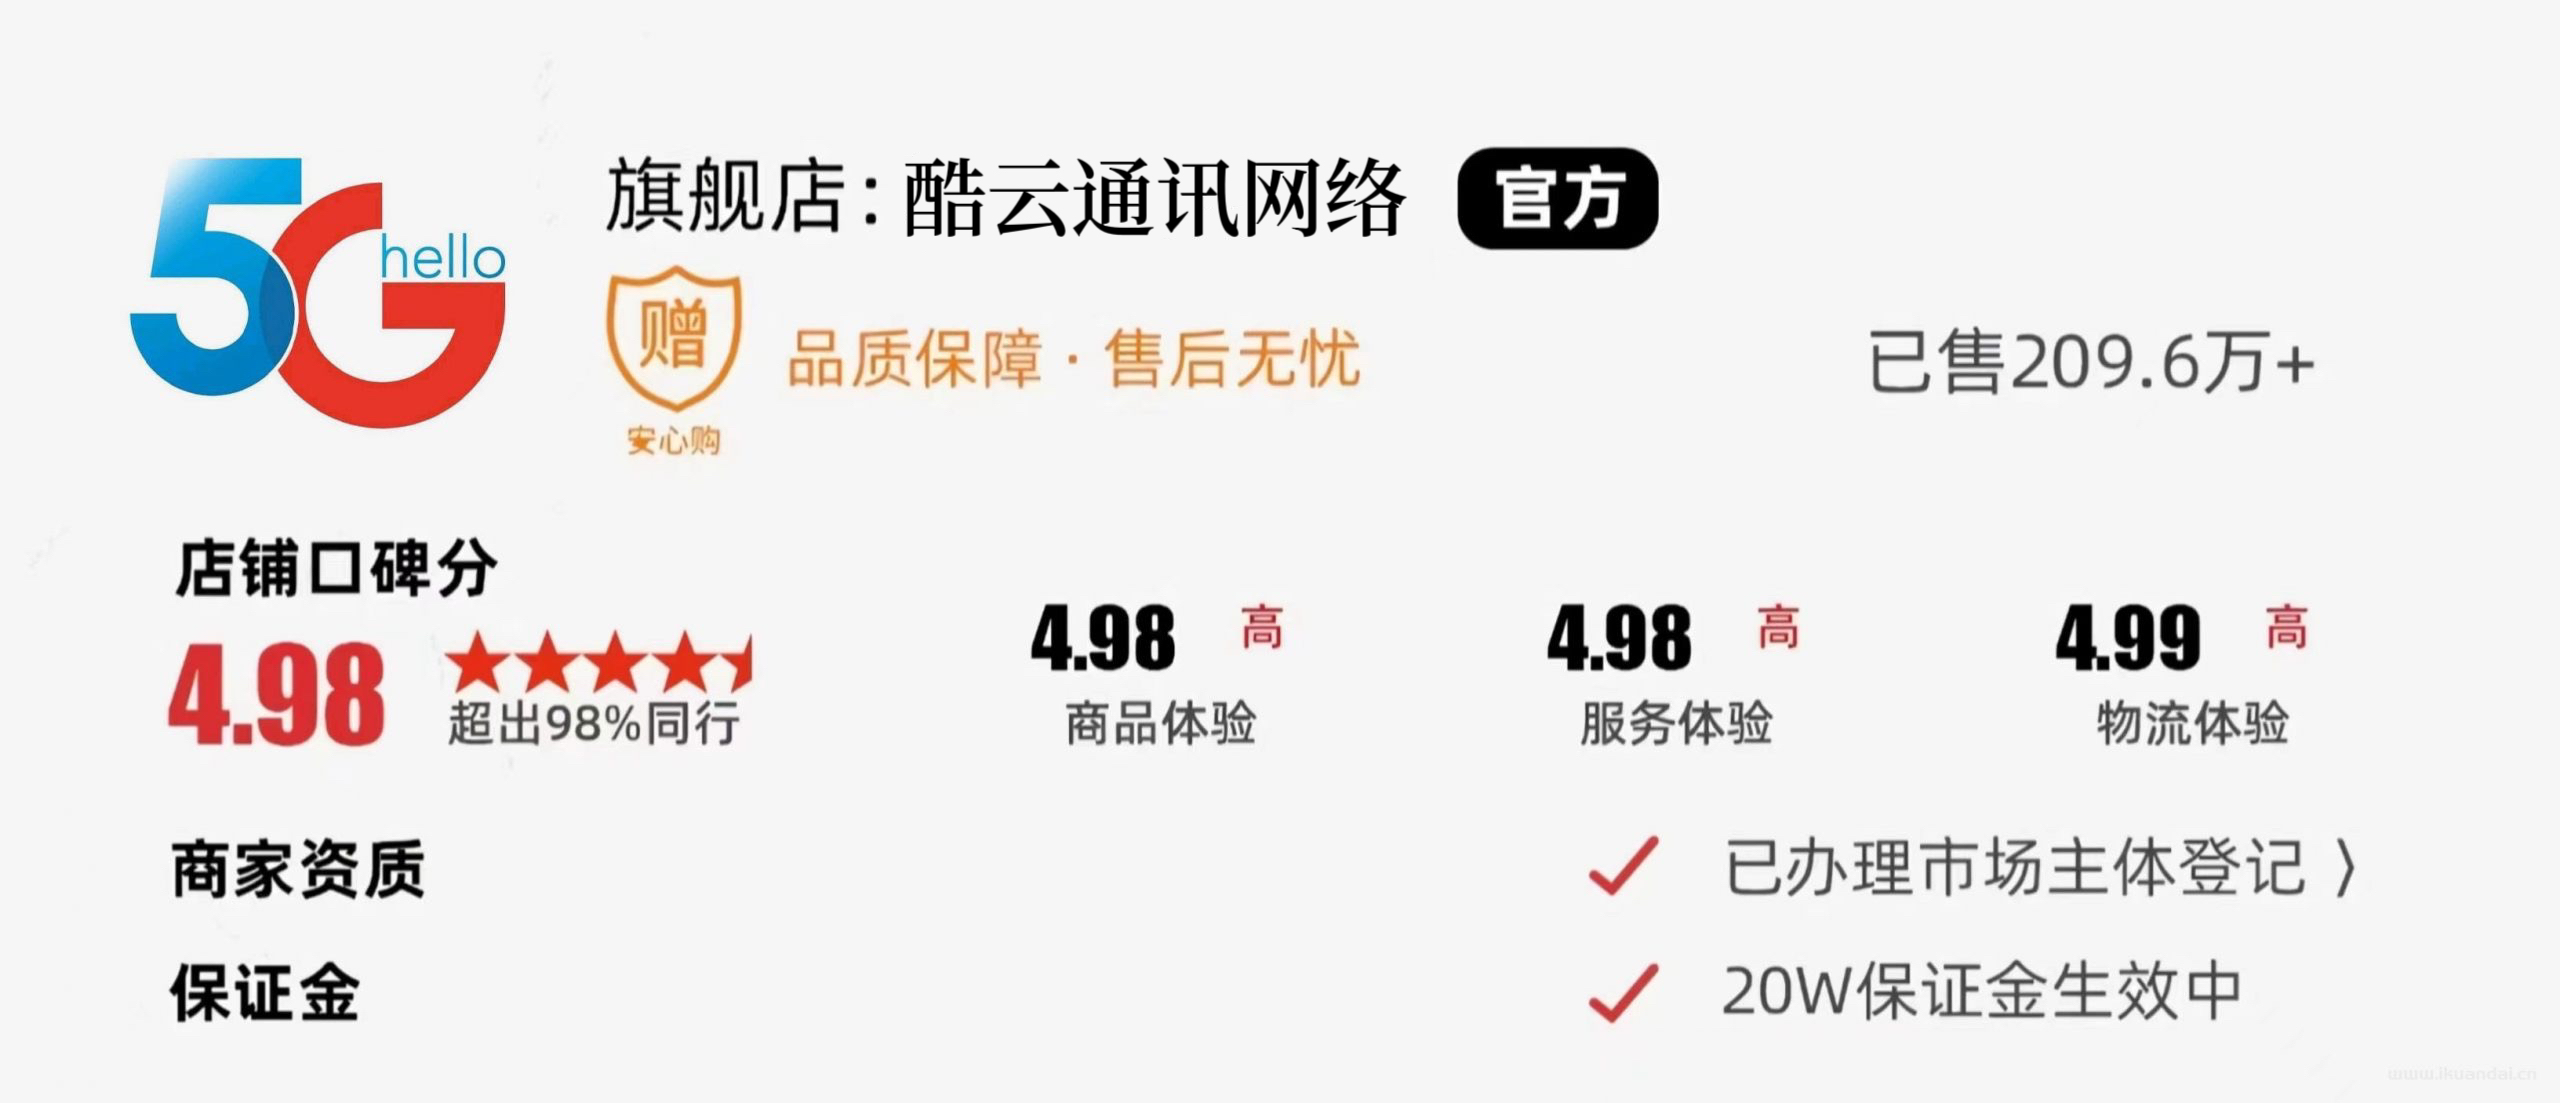 5G
hello
旗舰店:酷云通讯网络 官方
赠
安心购
品质保障·售后无忧
已售209.6万+
店铺口碑分
4.98
超出98%同行
4.98 高
商品体验
4.98 高
服务体验
4.99 高
物流体验
商家资质
已办理市场主体登记 〉
保证金
20W保证金生效中
www.ikuandai.cn